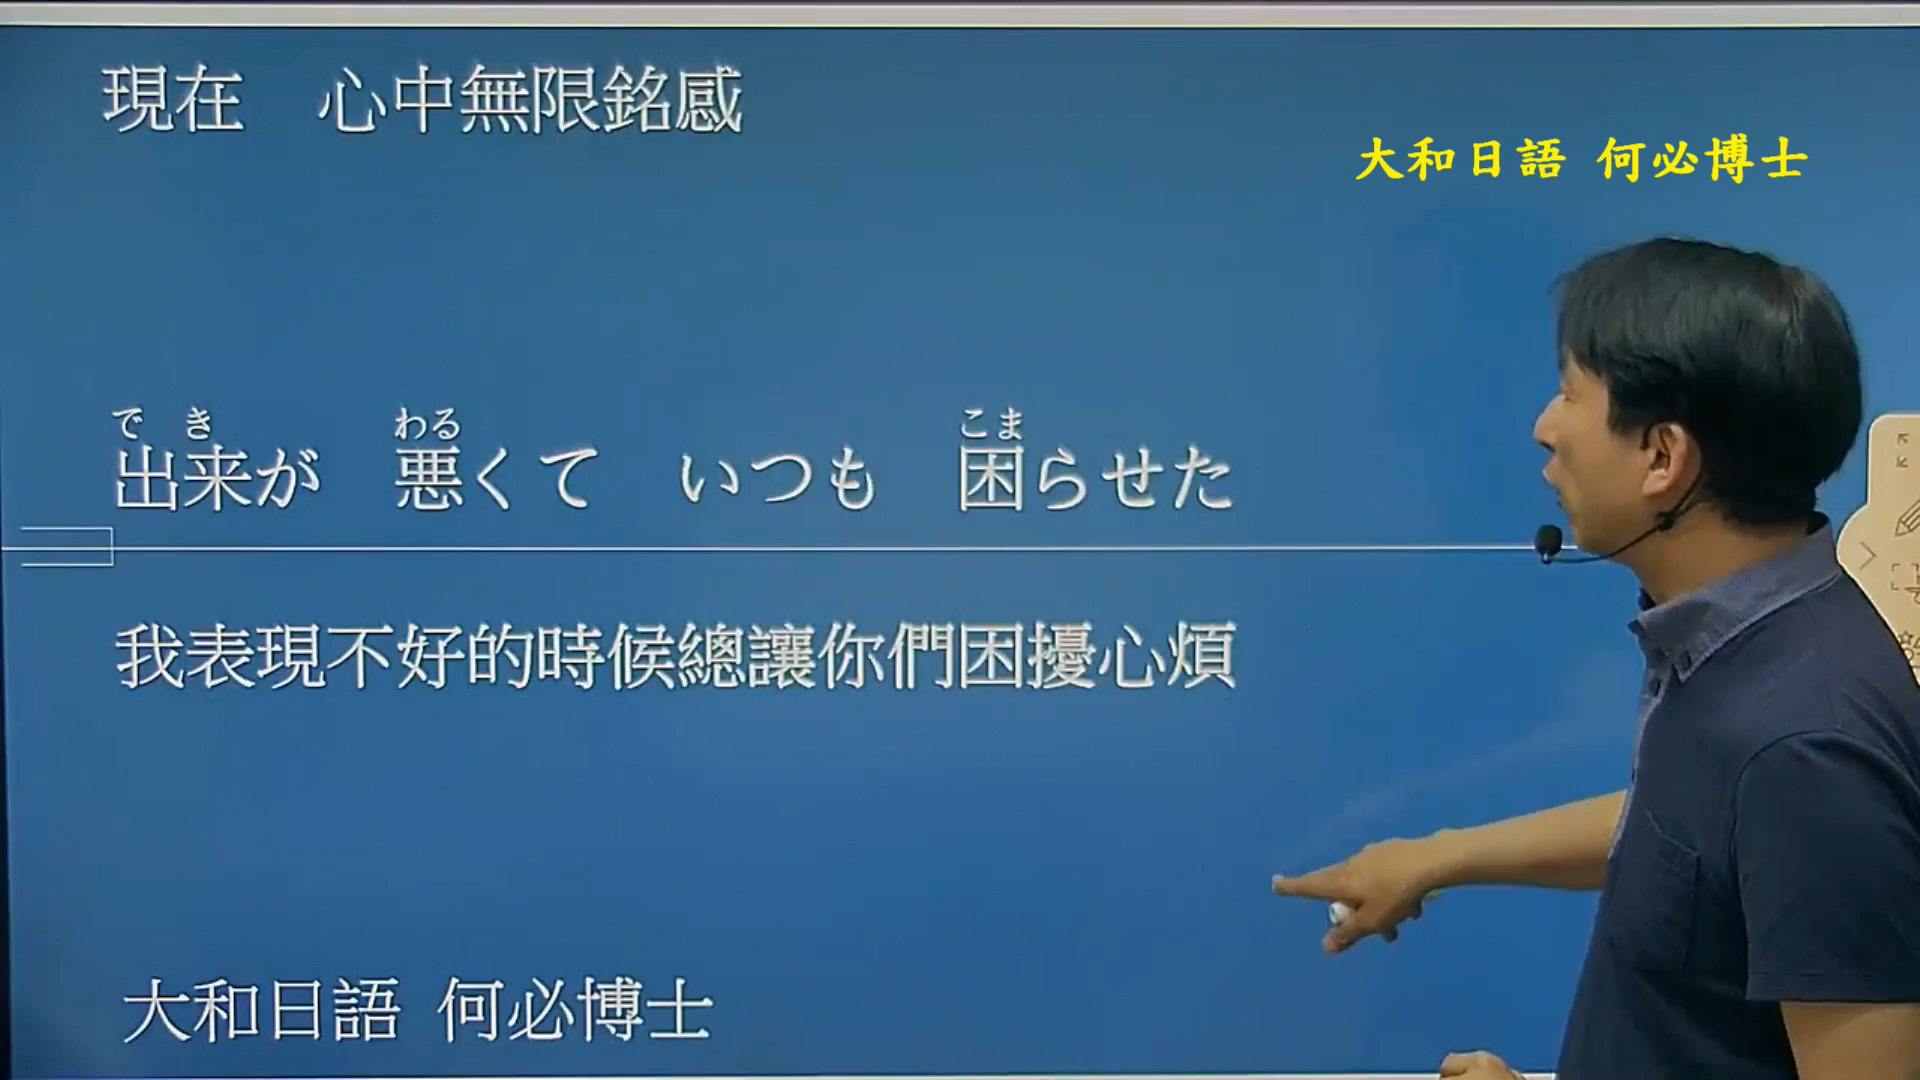 現在 心中無限銘感
大和日語 何必博士
でき わる こま
出来が 悪くて いつも 困らせた
我表現不好的時候總讓你們困擾心煩
大和日語 何必博士